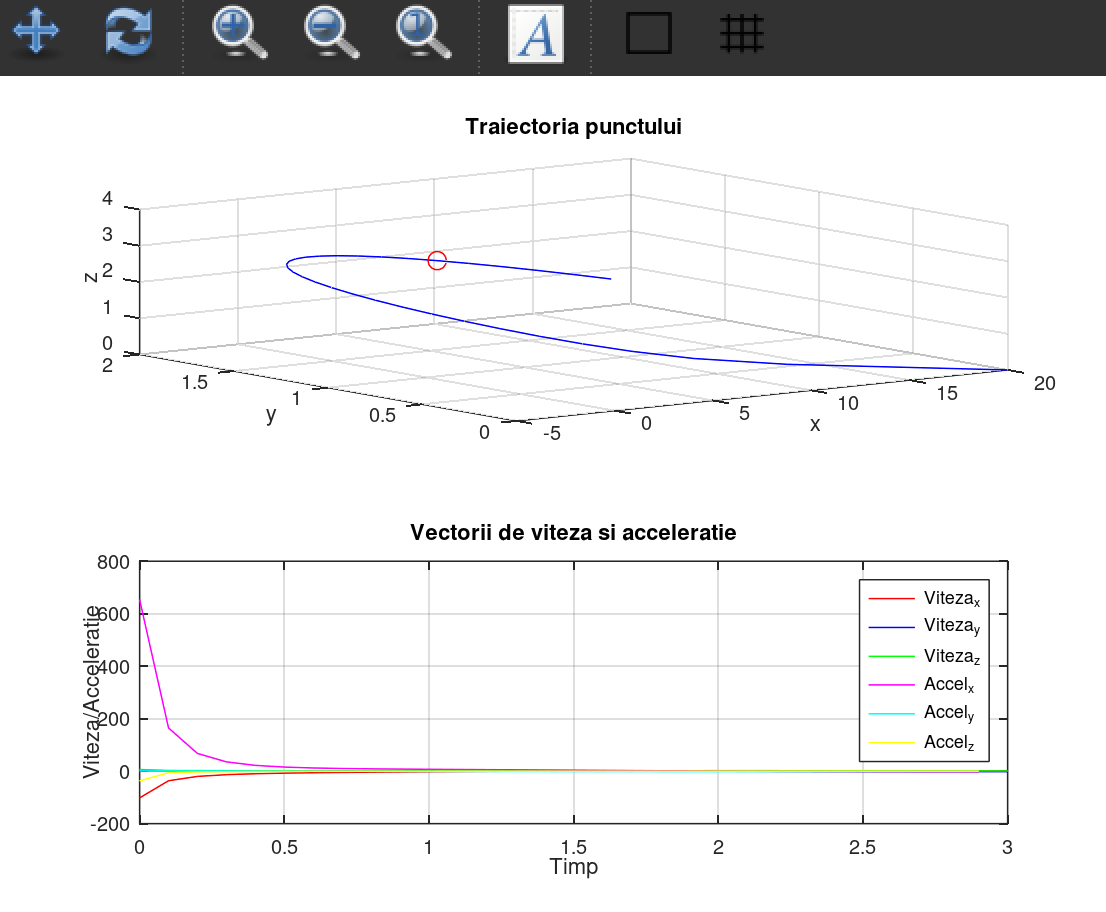 A
Traiectoria punctului
4
3
2
1
0
z
2
1.5
1
0.5
0
y
-5
0
5
10
15
20
x
Vectorii de viteza si acceleratie
800
600
400
200
0
-200
Viteza/Acceleratie
Viteza_x
Viteza_y
Viteza_z
Accel_x
Accel_y
Accel_z
0 0.5 1 1.5 2 2.5 3
Timp